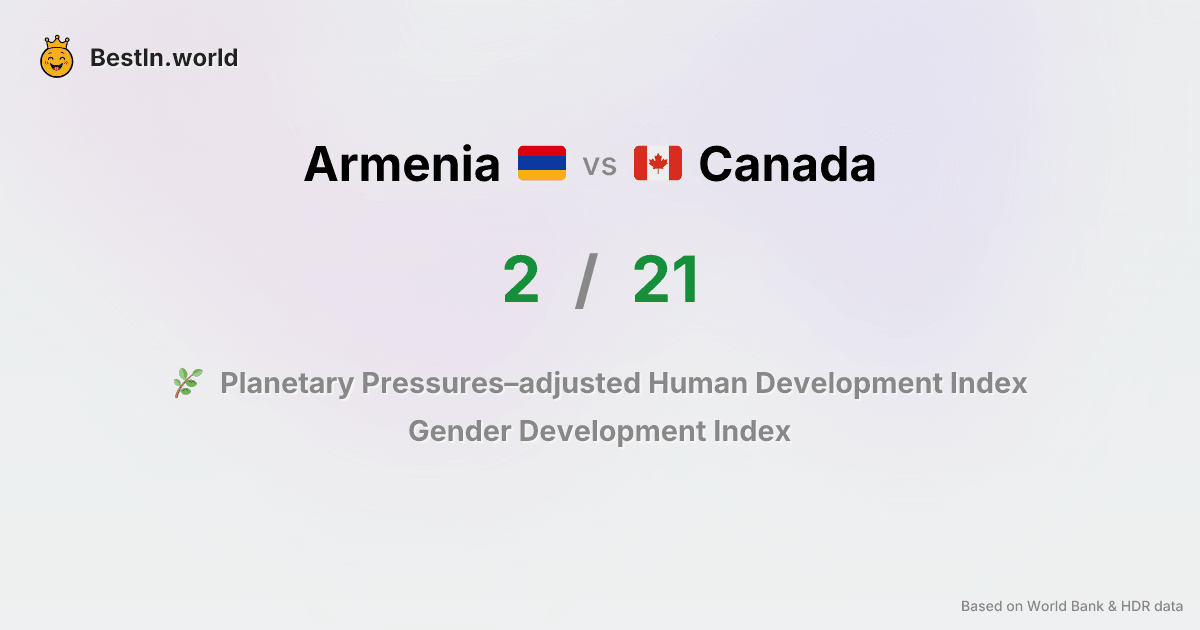 BestIn.world
Armenia vs Canada
2 / 21
Planetary Pressures–adjusted Human Development Index
Gender Development Index
Based on World Bank & HDR data